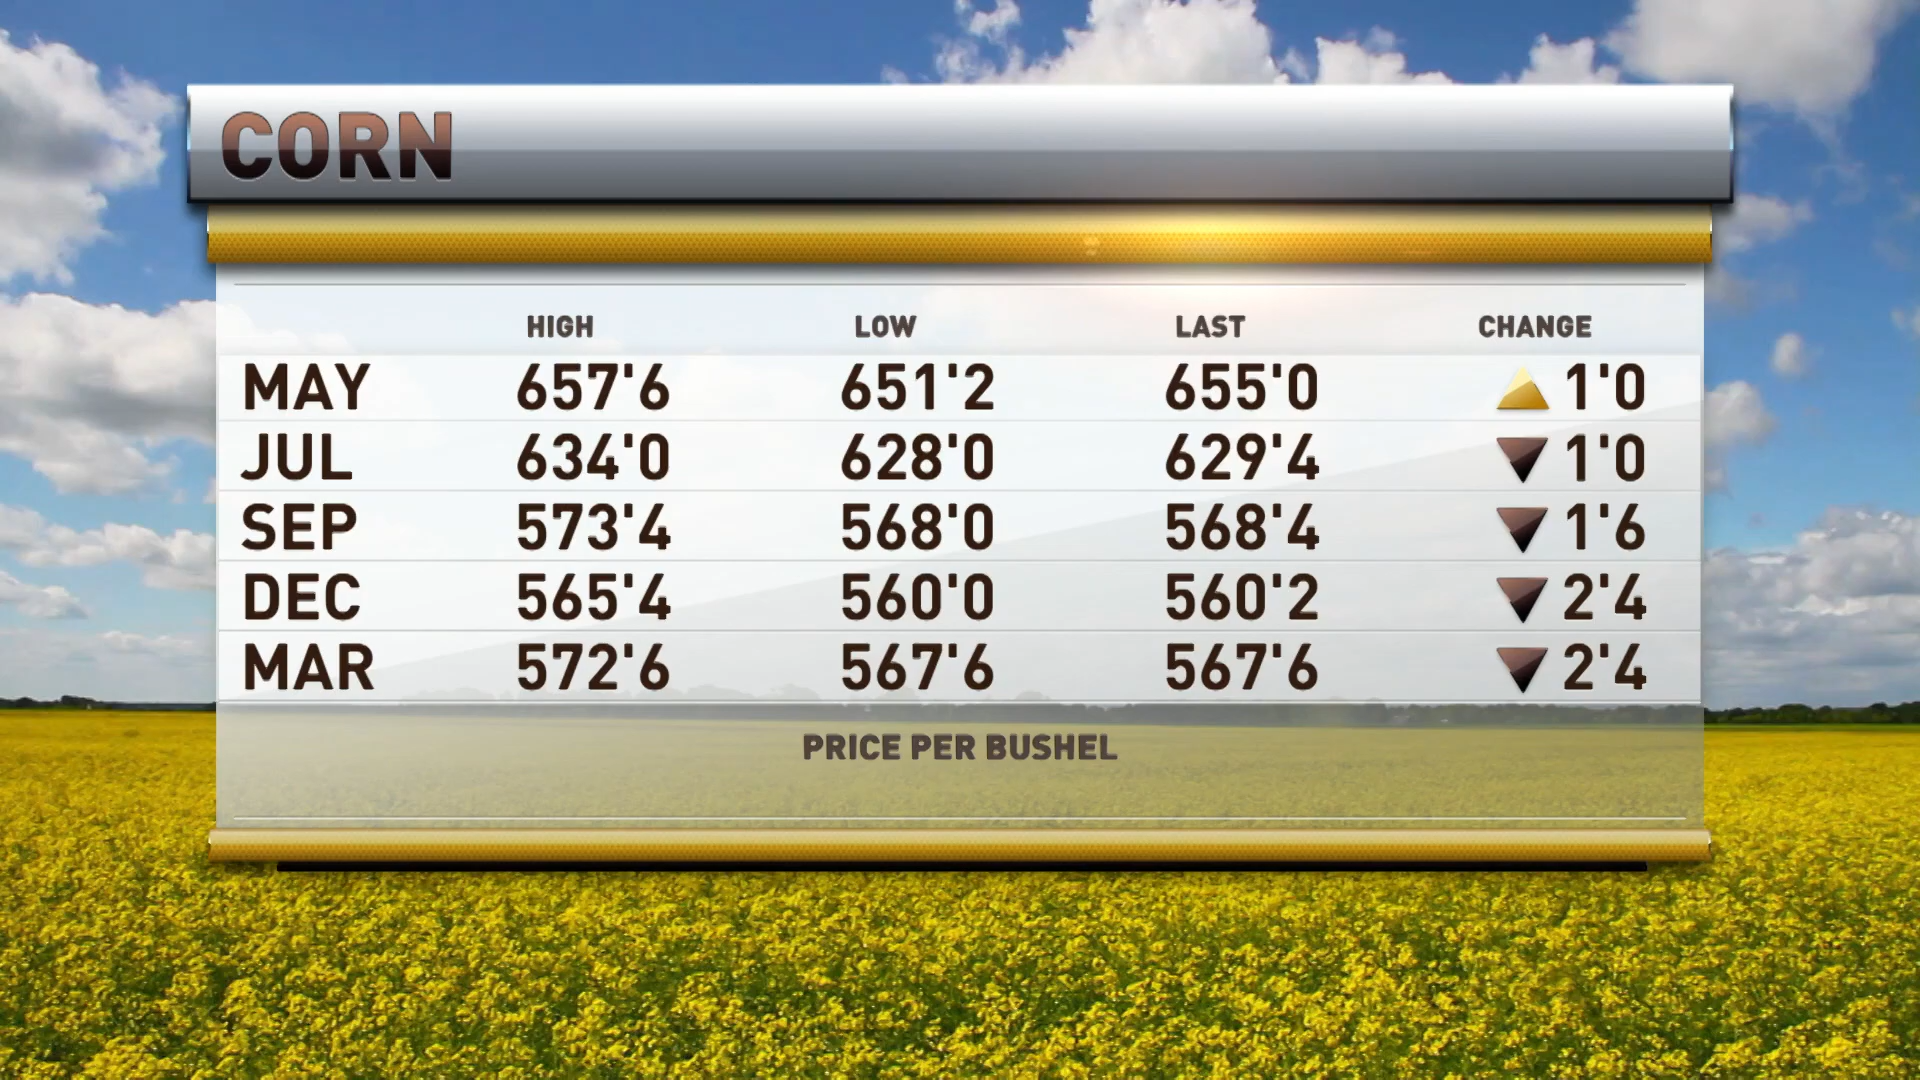 CORN
HIGH LOW LAST CHANGE
MAY 657'6 651'2 655'0 1'0
JUL 634'0 628'0 629'4 1'0
SEP 573'4 568'0 568'4 1'6
DEC 565'4 560'0 560'2 2'4
MAR 572'6 567'6 567'6 2'4
PRICE PER BUSHEL